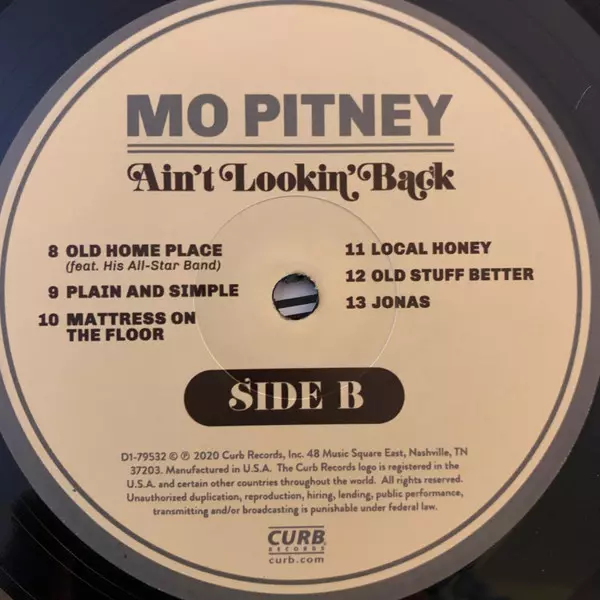 MO PITNEY
Ain't Lookin' Back
8 OLD HOME PLACE
(feat. His All-Star Band)
9 PLAIN AND SIMPLE
10 MATTRESS ON
THE FLOOR
11 LOCAL HONEY
12 OLD STUFF BETTER
13 JONAS
SIDE B
D1-79532 © ℗ 2020 Curb Records, Inc. 48 Music Square East, Nashville, TN
37203. Manufactured in U.S.A. The Curb Records logo is registered in the
U.S.A. and certain other countries throughout the world. All rights reserved.
Unauthorized duplication, reproduction, hiring, lending, public performance,
transmitting and/or broadcasting is punishable under federal law.
CURB
RECORDS
curb.com